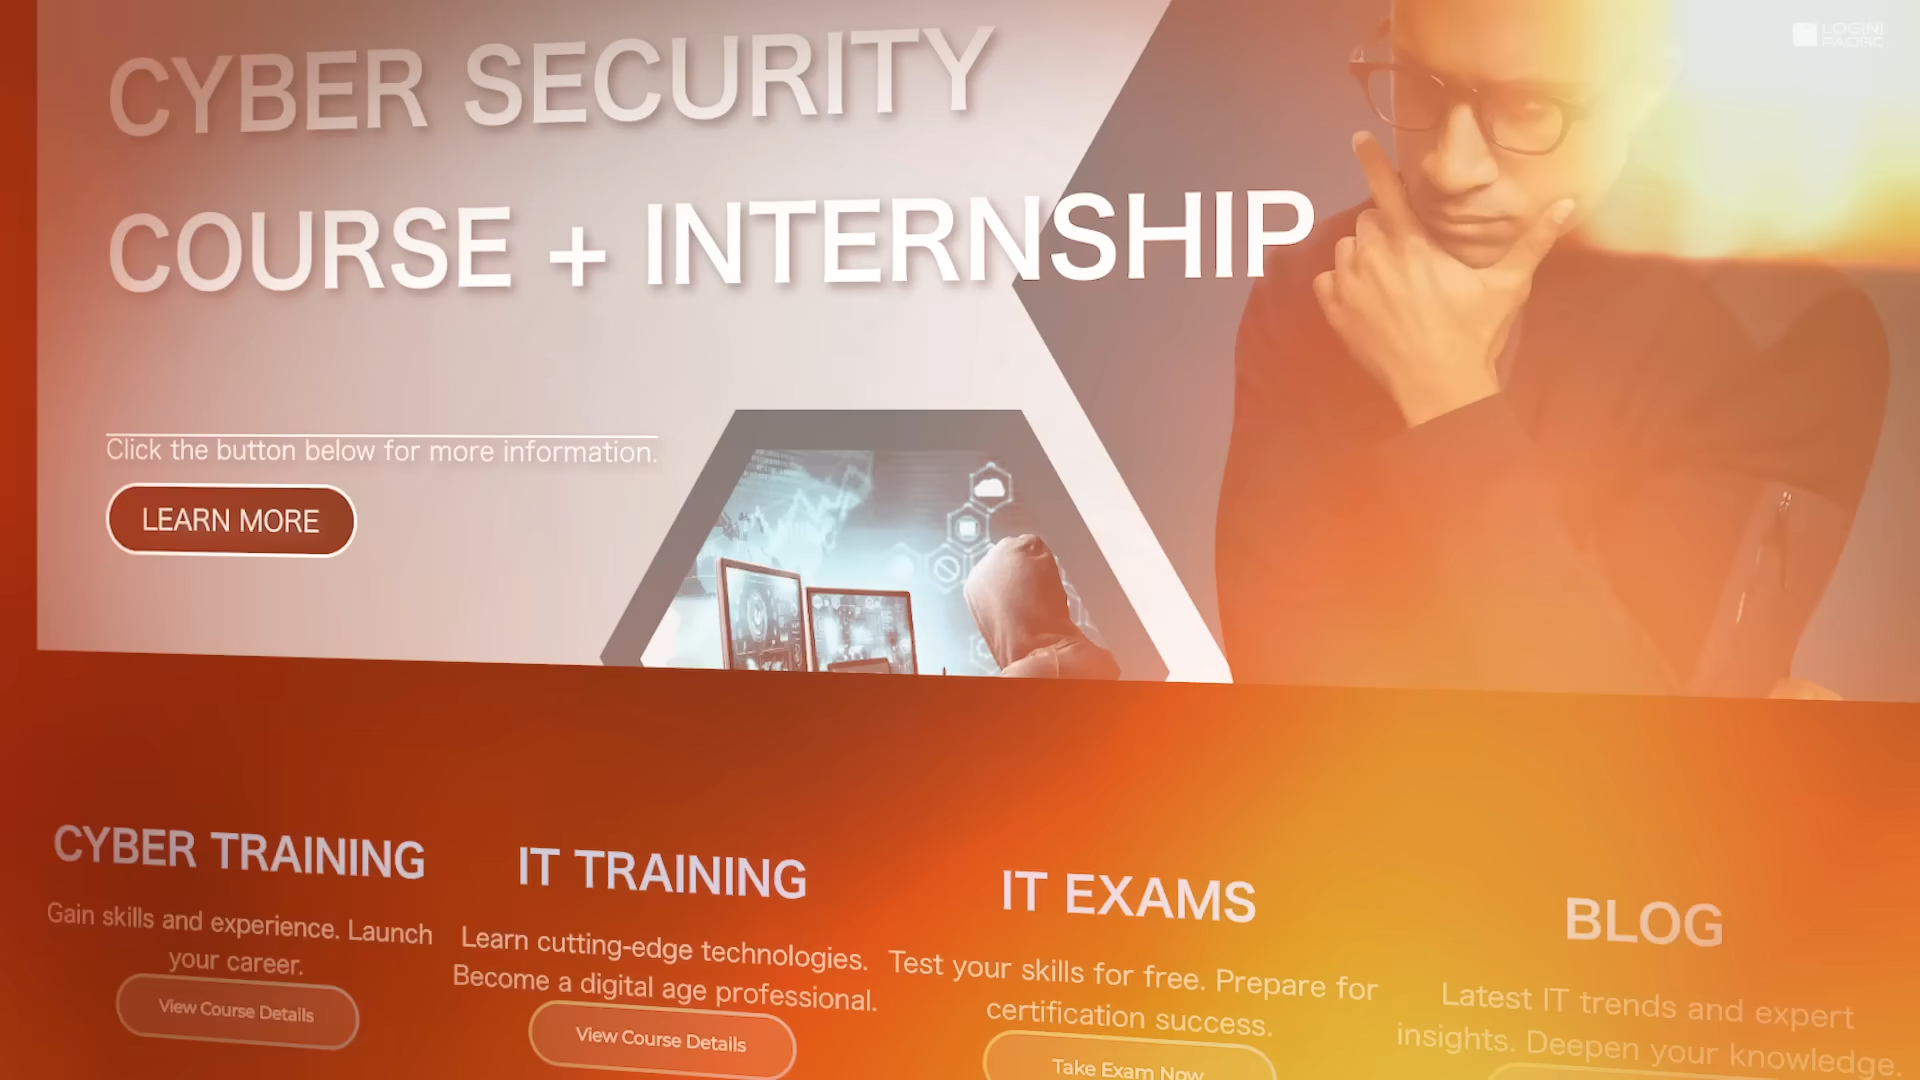 CYBER SECURITY
COURSE + INTERNSHIP
Click the button below for more information.
LEARN MORE
CYBER TRAINING
Gain skills and experience. Launch
your career.
View Course Details
IT TRAINING
Learn cutting-edge technologies.
Become a digital age professional.
View Course Details
IT EXAMS
Test your skills for free. Prepare for
certification success.
Take Exam Now
BLOG
Latest IT trends and expert
insights. Deepen your knowledge.